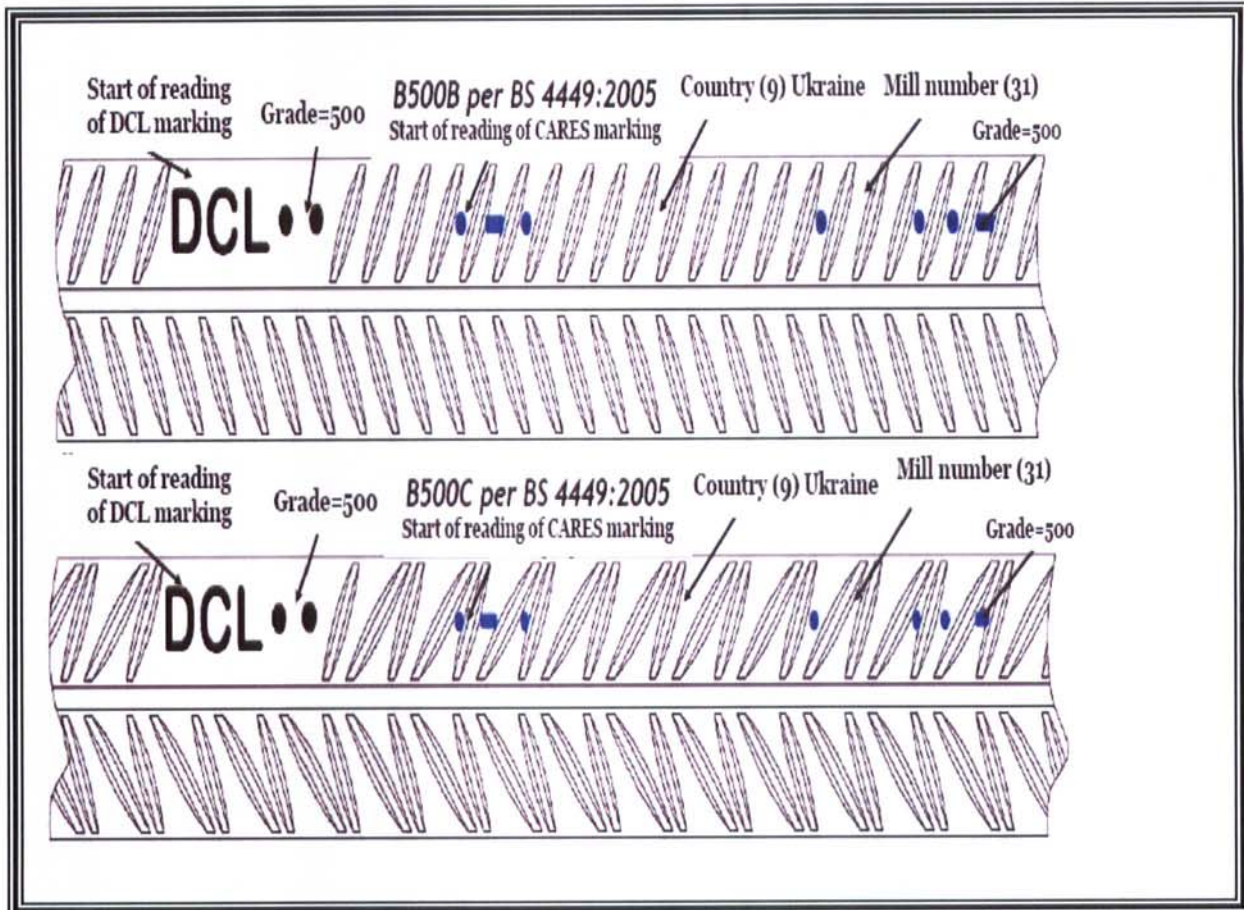 Start of reading
of DCL marking
Grade=500
B500B per BS 4449:2005
Start of reading of CARES marking
Country (9) Ukraine
Mill number (31)
Grade=500
DCL••
Start of reading
of DCL marking
Grade=500
B500C per BS 4449:2005
Start of reading of CARES marking
Country (9) Ukraine
Mill number (31)
Grade=500
DCL••